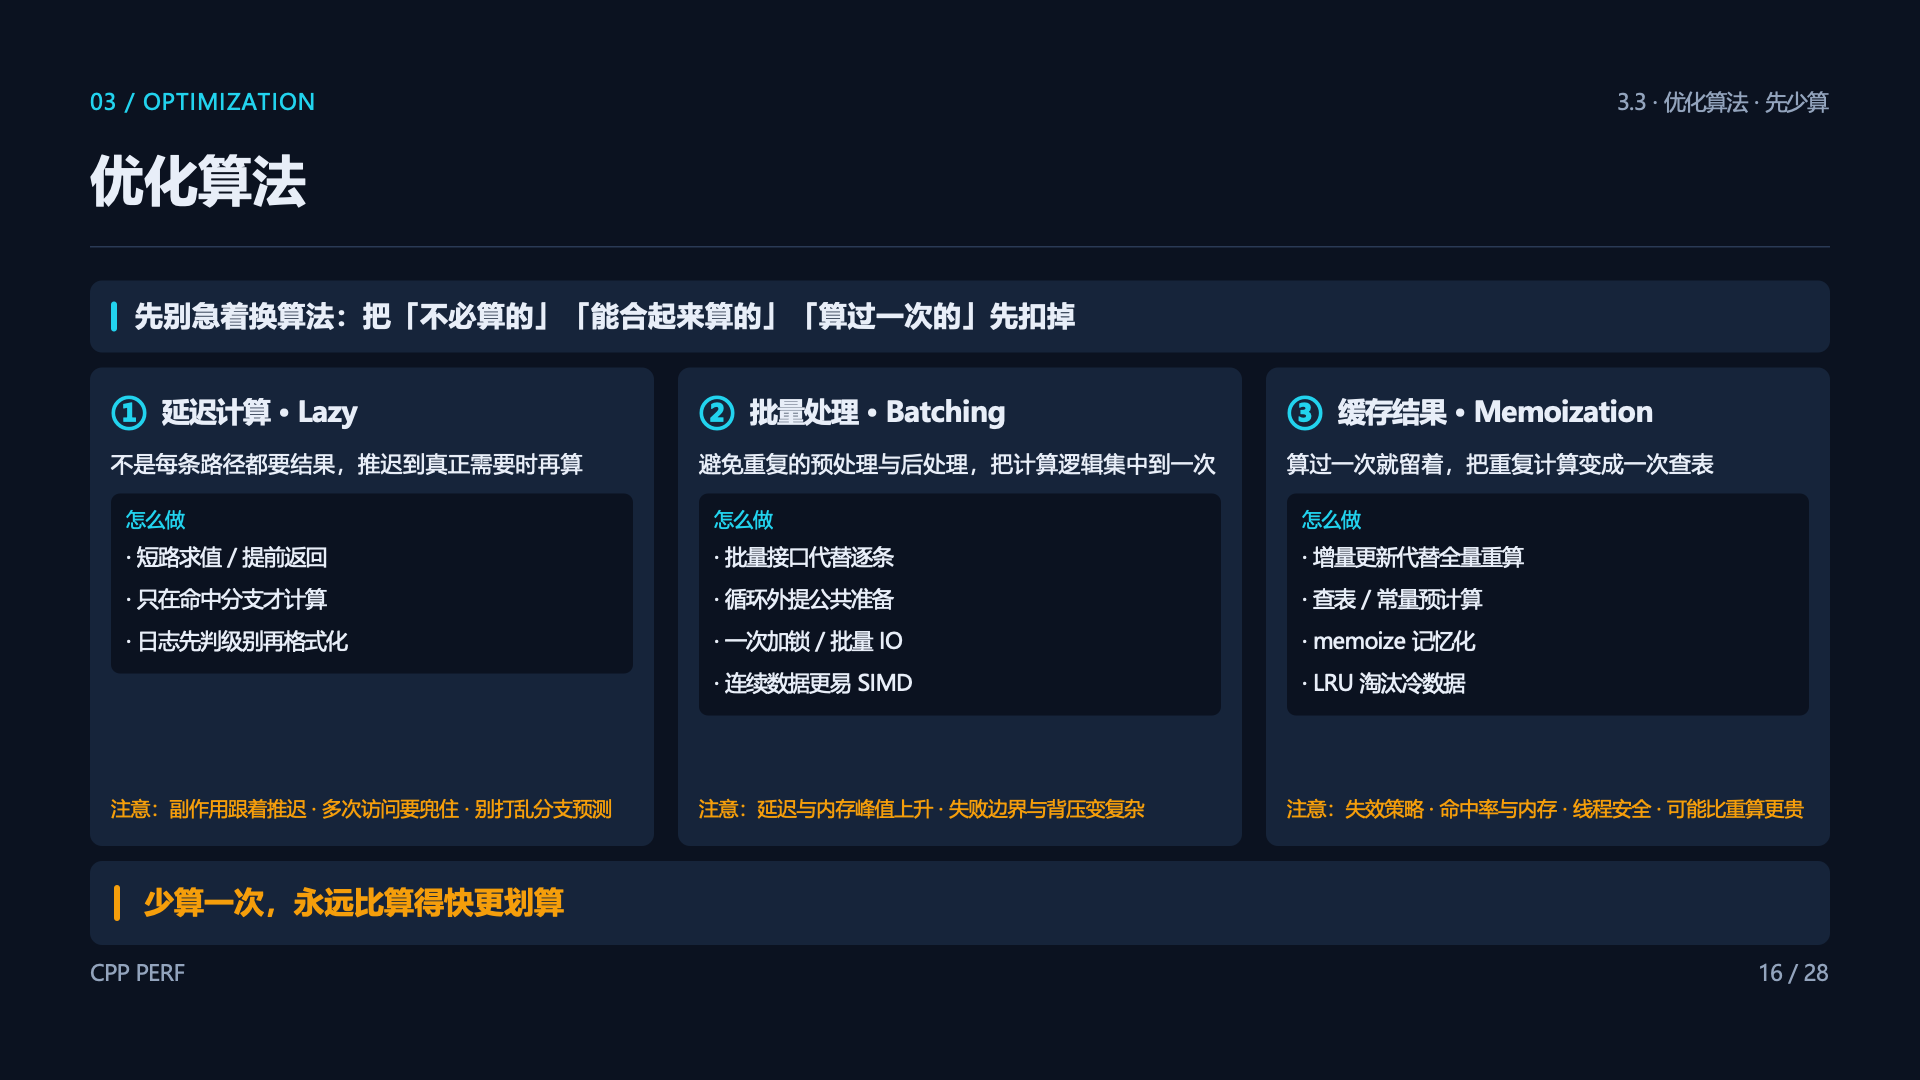 03 / OPTIMIZATION
3.3 · 优化算法 · 先少算
优化算法
先别急着换算法：把「不必算的」「能合起来算的」「算过一次的」先扣掉
① 延迟计算 • Lazy
不是每条路径都要结果，推迟到真正需要时再算
怎么做
· 短路求值 / 提前返回
· 只在命中分支才计算
· 日志先判级别再格式化
注意：副作用跟着推迟 · 多次访问要兜住 · 别打乱分支预测
② 批量处理 • Batching
避免重复的预处理与后处理，把计算逻辑集中到一次
怎么做
· 批量接口代替逐条
· 循环外提公共准备
· 一次加锁 / 批量 IO
· 连续数据更易 SIMD
注意：延迟与内存峰值上升 · 失败边界与背压变复杂
③ 缓存结果 • Memoization
算过一次就留着，把重复计算变成一次查表
怎么做
· 增量更新代替全量重算
· 查表 / 常量预计算
· memoize 记忆化
· LRU 淘汰冷数据
注意：失效策略 · 命中率与内存 · 线程安全 · 可能比重算更贵
少算一次，永远比算得快更划算
CPP PERF
16 / 28